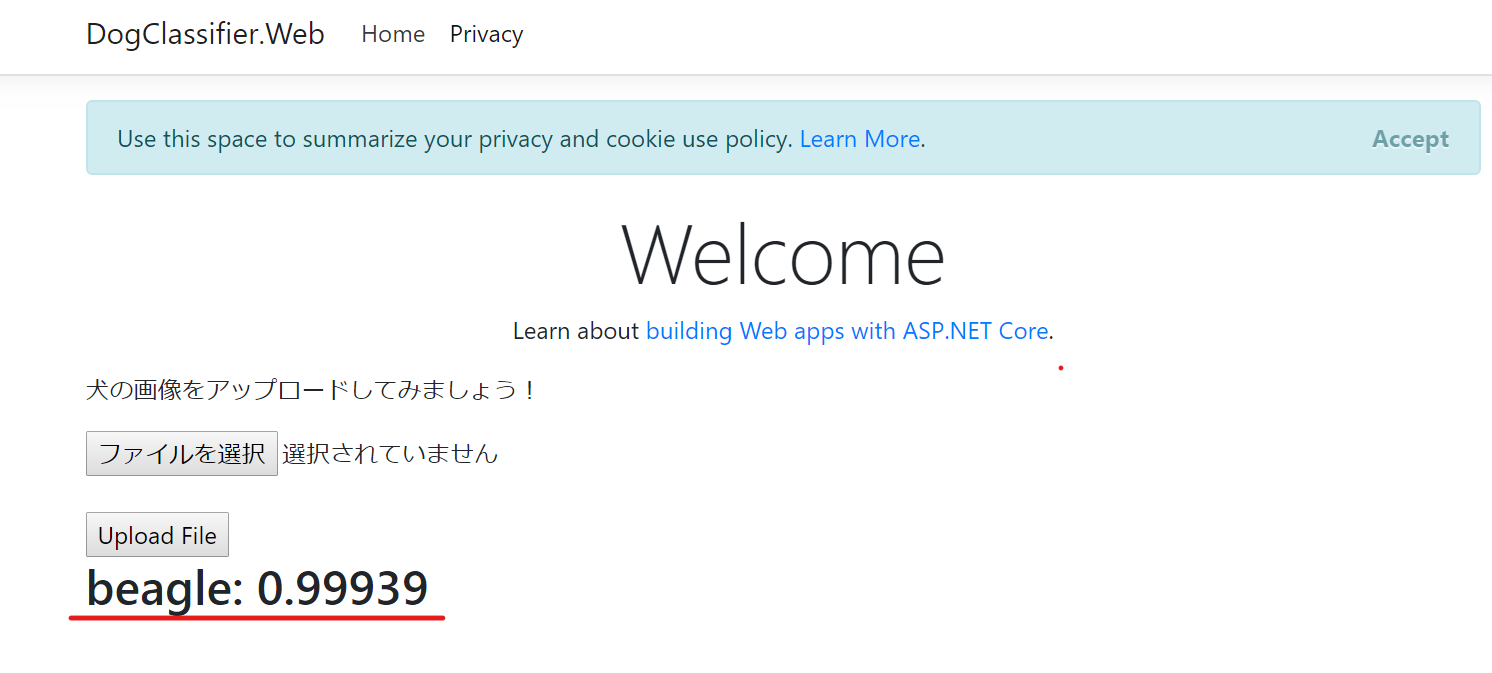 DogClassifier.Web Home Privacy
Use this space to summarize your privacy and cookie use policy. Learn More. Accept
Welcome
Learn about building Web apps with ASP.NET Core.
犬の画像をアップロードしてみましょう！
ファイルを選択 選択されていません
Upload File
beagle: 0.99939